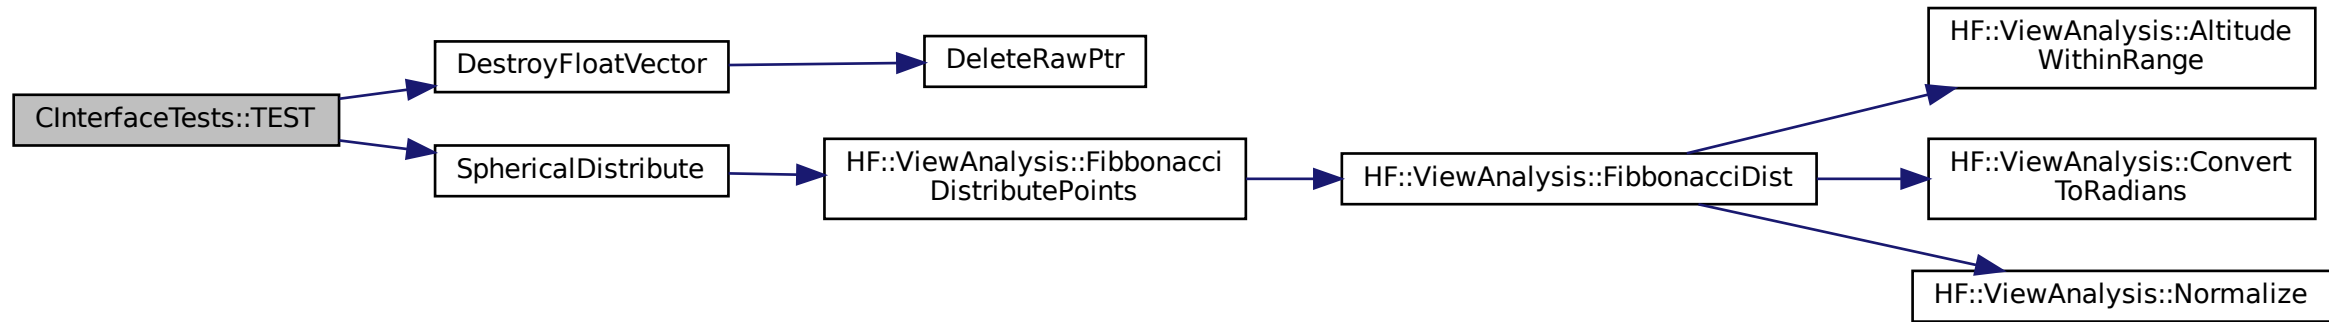 CInterfaceTests::TEST
DestroyFloatVector
DeleteRawPtr
SphericalDistribute
HF::ViewAnalysis::Fibbonacci
DistributePoints
HF::ViewAnalysis::FibbonacciDist
HF::ViewAnalysis::Altitude
WithinRange
HF::ViewAnalysis::Convert
ToRadians
HF::ViewAnalysis::Normalize